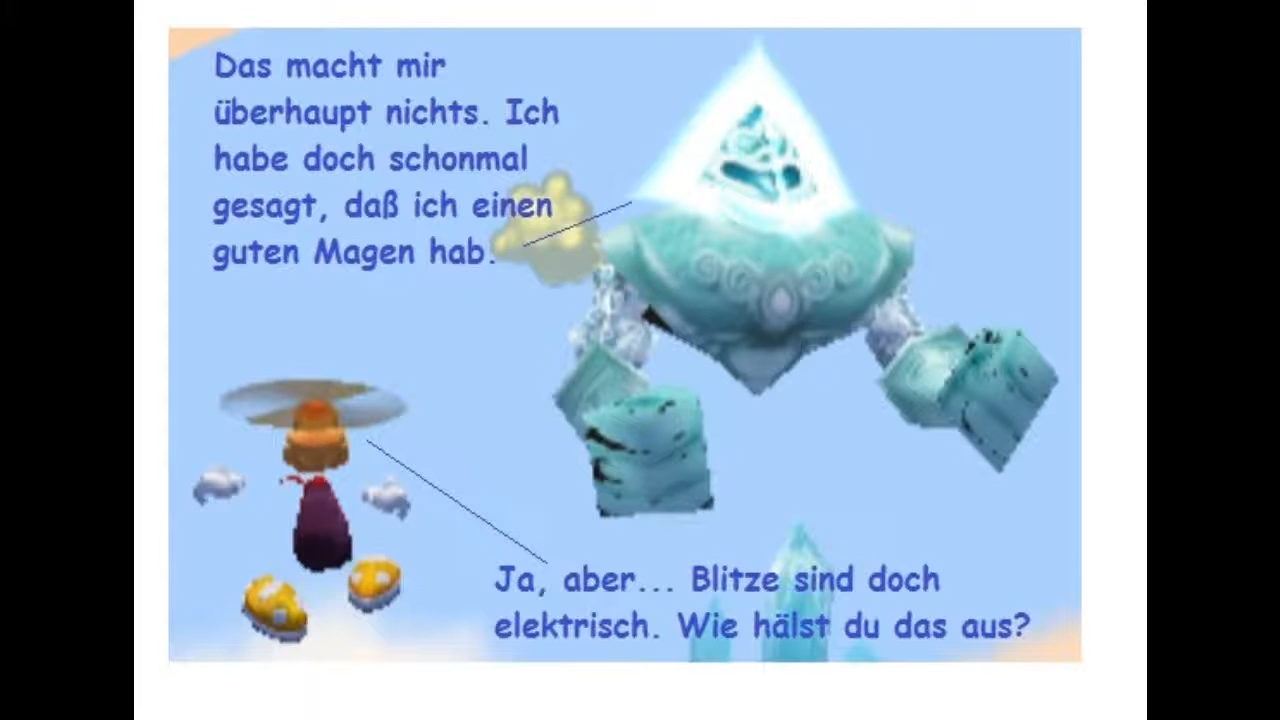 Das macht mir
überhaupt nichts. Ich
habe doch schonmal
gesagt, daß ich einen
guten Magen hab.
Ja, aber... Blitze sind doch
elektrisch. Wie hälst du das aus?